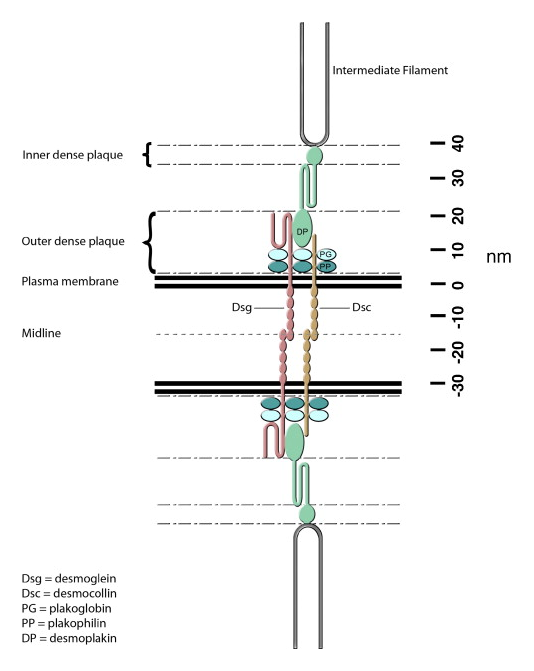 Intermediate Filament
Inner dense plaque
40
30
20
DP
Outer dense plaque
PG
10
PP
nm
Plasma membrane
0
Dsg
Dsc
-10
Midline
-20
-30
Dsg = desmoglein
Dsc = desmocollin
PG = plakoglobin
PP = plakophilin
DP = desmoplakin